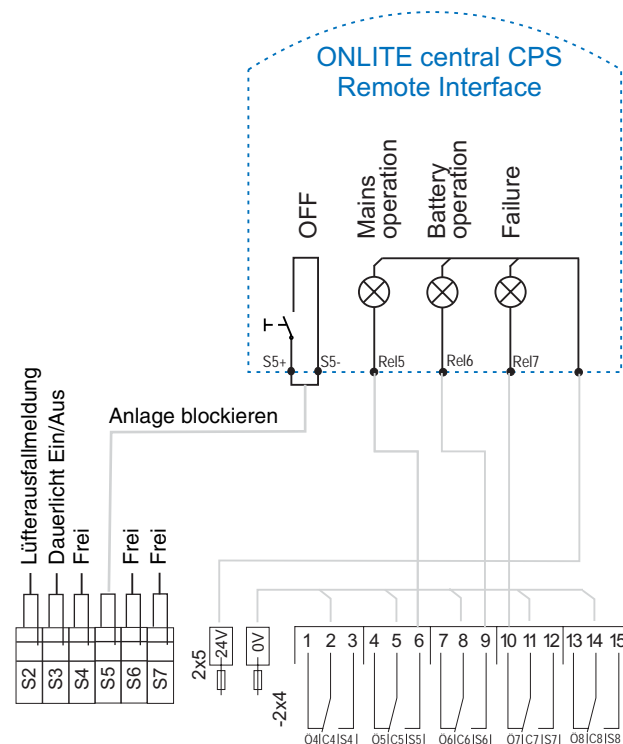 ONLITE central CPS
Remote Interface
OFF
Mains
operation
Battery
operation
Failure
S5+
S5-
Rel5
Rel6
Rel7
Anlage blockieren
Lüfterausfallmeldung
Dauerlicht Ein/Aus
Frei
Frei
Frei
S2
S3
S4
S5
S6
S7
2x5
24V
0V
-2x4
1 2 3 4 5 6 7 8 9 10 11 12 13 14 15
O4 C4 S4 O5 C5 S5 O6 C6 S6 O7 C7 S7 O8 C8 S8